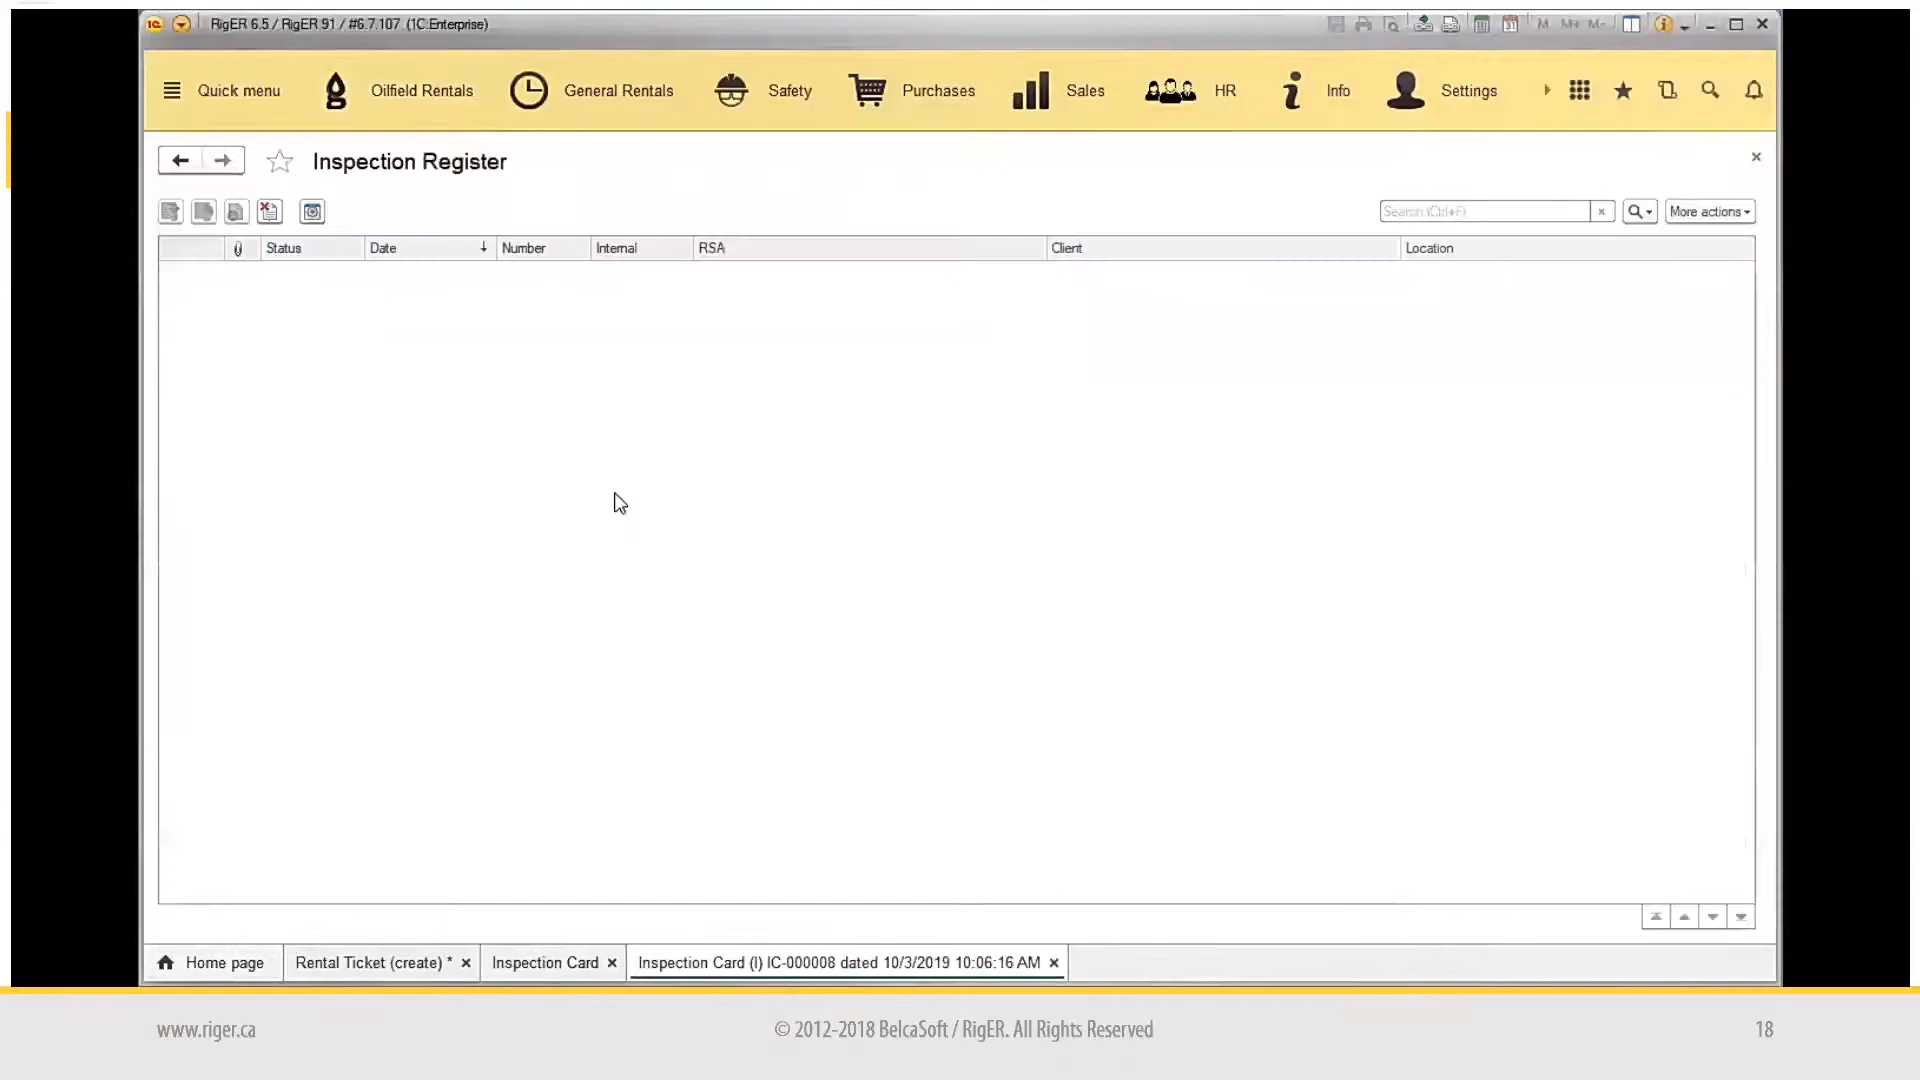 RigER 6.5 / RigER 91 / #6.7.107 (1C:Enterprise)
M M+ M-
Quick menu
Oilfield Rentals
General Rentals
Safety
Purchases
Sales
HR
Info
Settings
Inspection Register
Search (Ctrl+F)
More actions
Status
Date
Number
Internal
RSA
Client
Location
Home page
Rental Ticket (create) *
Inspection Card
Inspection Card (I) IC-000008 dated 10/3/2019 10:06:16 AM
www.riger.ca
© 2012-2018 BelcaSoft / RigER. All Rights Reserved
18